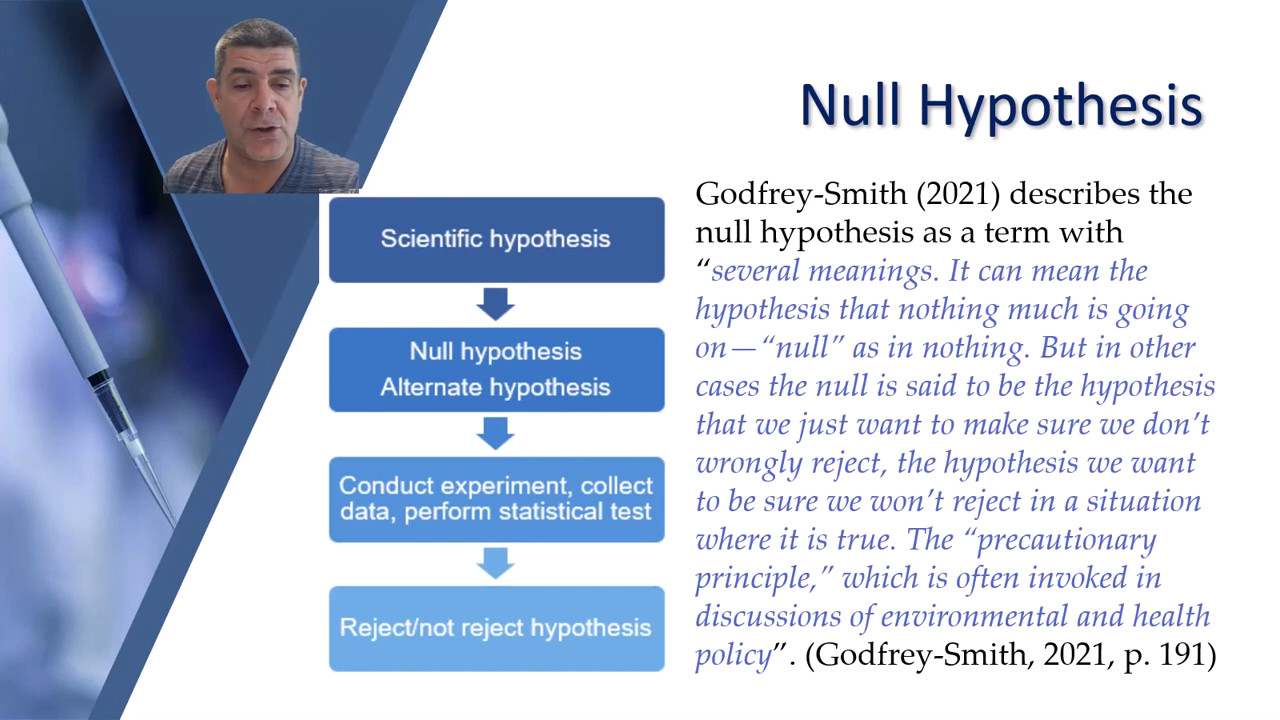 Null Hypothesis
Scientific hypothesis
Null hypothesis
Alternate hypothesis
Conduct experiment, collect
data, perform statistical test
Reject/not reject hypothesis
Godfrey-Smith (2021) describes the
null hypothesis as a term with
“several meanings. It can mean the
hypothesis that nothing much is going
on—“null” as in nothing. But in other
cases the null is said to be the hypothesis
that we just want to make sure we don’t
wrongly reject, the hypothesis we want
to be sure we won’t reject in a situation
where it is true. The “precautionary
principle,” which is often invoked in
discussions of environmental and health
policy”. (Godfrey-Smith, 2021, p. 191)